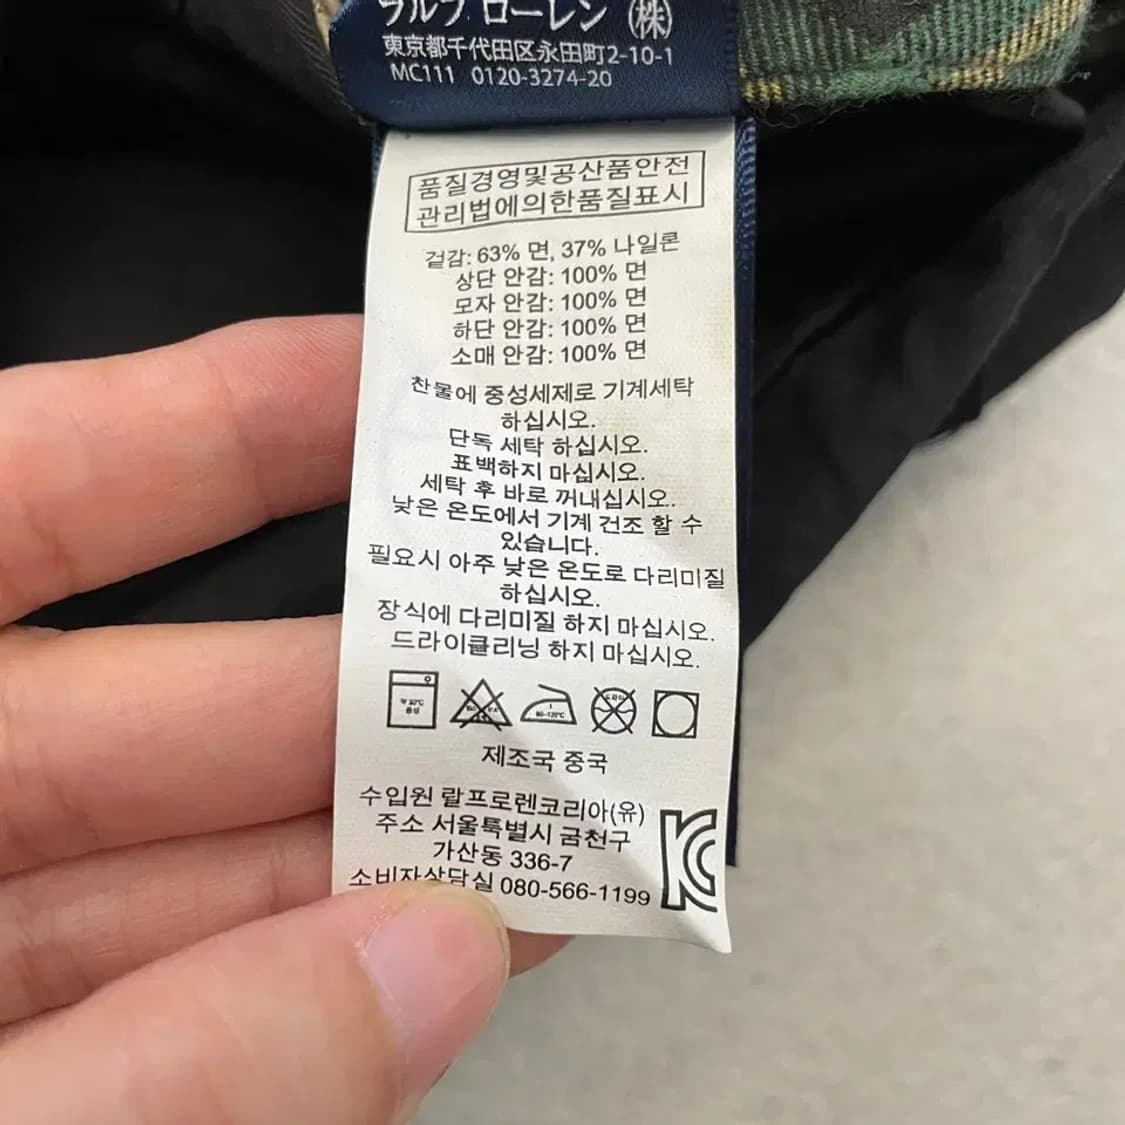 ラルフ ローレン (株)
東京都千代田区永田町2-10-1
MC111 0120-3274-20
품질경영및공산품안전
관리법에의한품질표시
겉감: 63% 면, 37% 나일론
상단 안감: 100% 면
모자 안감: 100% 면
하단 안감: 100% 면
소매 안감: 100% 면
찬물에 중성세제로 기계세탁
하십시오.
단독 세탁 하십시오.
표백하지 마십시오.
세탁 후 바로 꺼내십시오.
낮은 온도에서 기계 건조 할 수
있습니다.
필요시 아주 낮은 온도로 다리미질
하십시오.
장식에 다리미질 하지 마십시오.
드라이클리닝 하지 마십시오.
약 30℃
중성
1
80-120℃
드라이
제조국 중국
수입원 랄프로렌코리아(유)
주소 서울특별시 금천구
가산동 336-7
소비자상담실 080-566-1199
KC